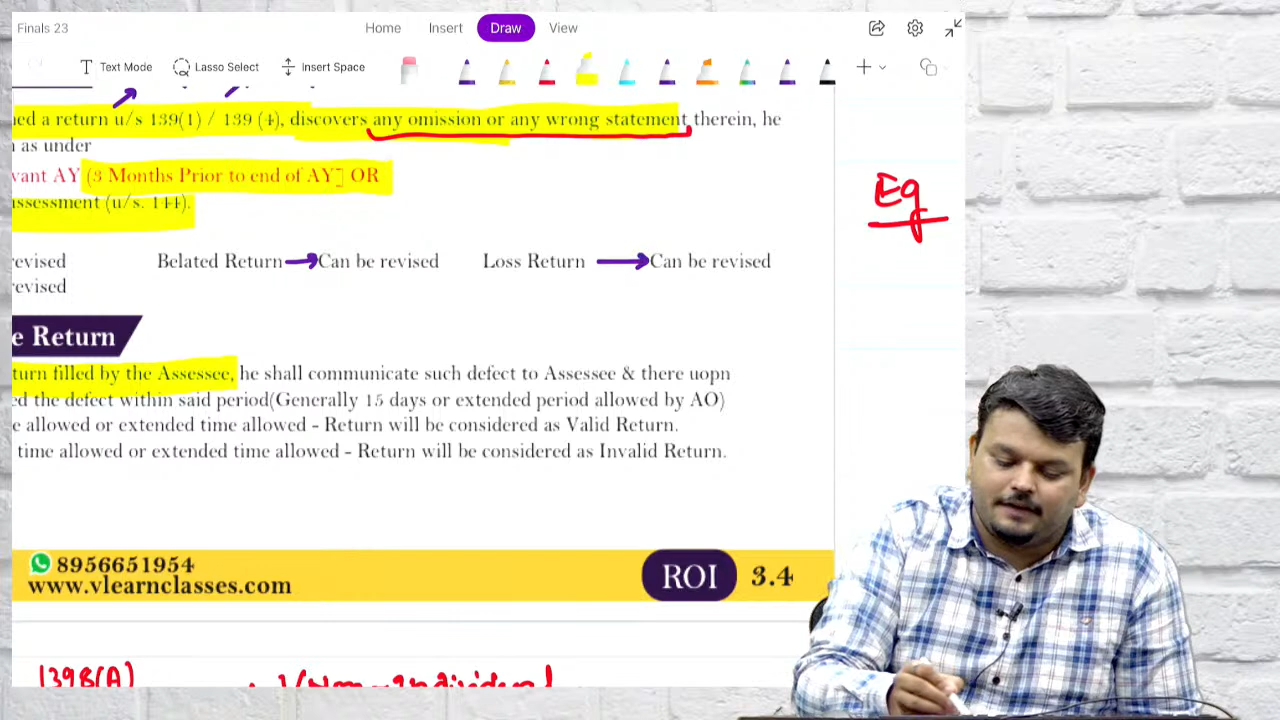 Finals 23
Home Insert Draw View
Text Mode Lasso Select Insert Space
ned a return u/s 139(1) / 139 (4), discovers any omission or any wrong statement therein, he
n as under
vant AY (3 Months Prior to end of AY] OR
ssessment (u/s. 144).
Eg
evised Belated Return Can be revised Loss Return Can be revised
evised
e Return
turn filled by the Assessee, he shall communicate such defect to Assessee & there uopn
ed the defect within said period(Generally 15 days or extended period allowed by AO)
e allowed or extended time allowed - Return will be considered as Valid Return.
time allowed or extended time allowed - Return will be considered as Invalid Return.
8956651954
www.vlearnclasses.com
ROI 3.4